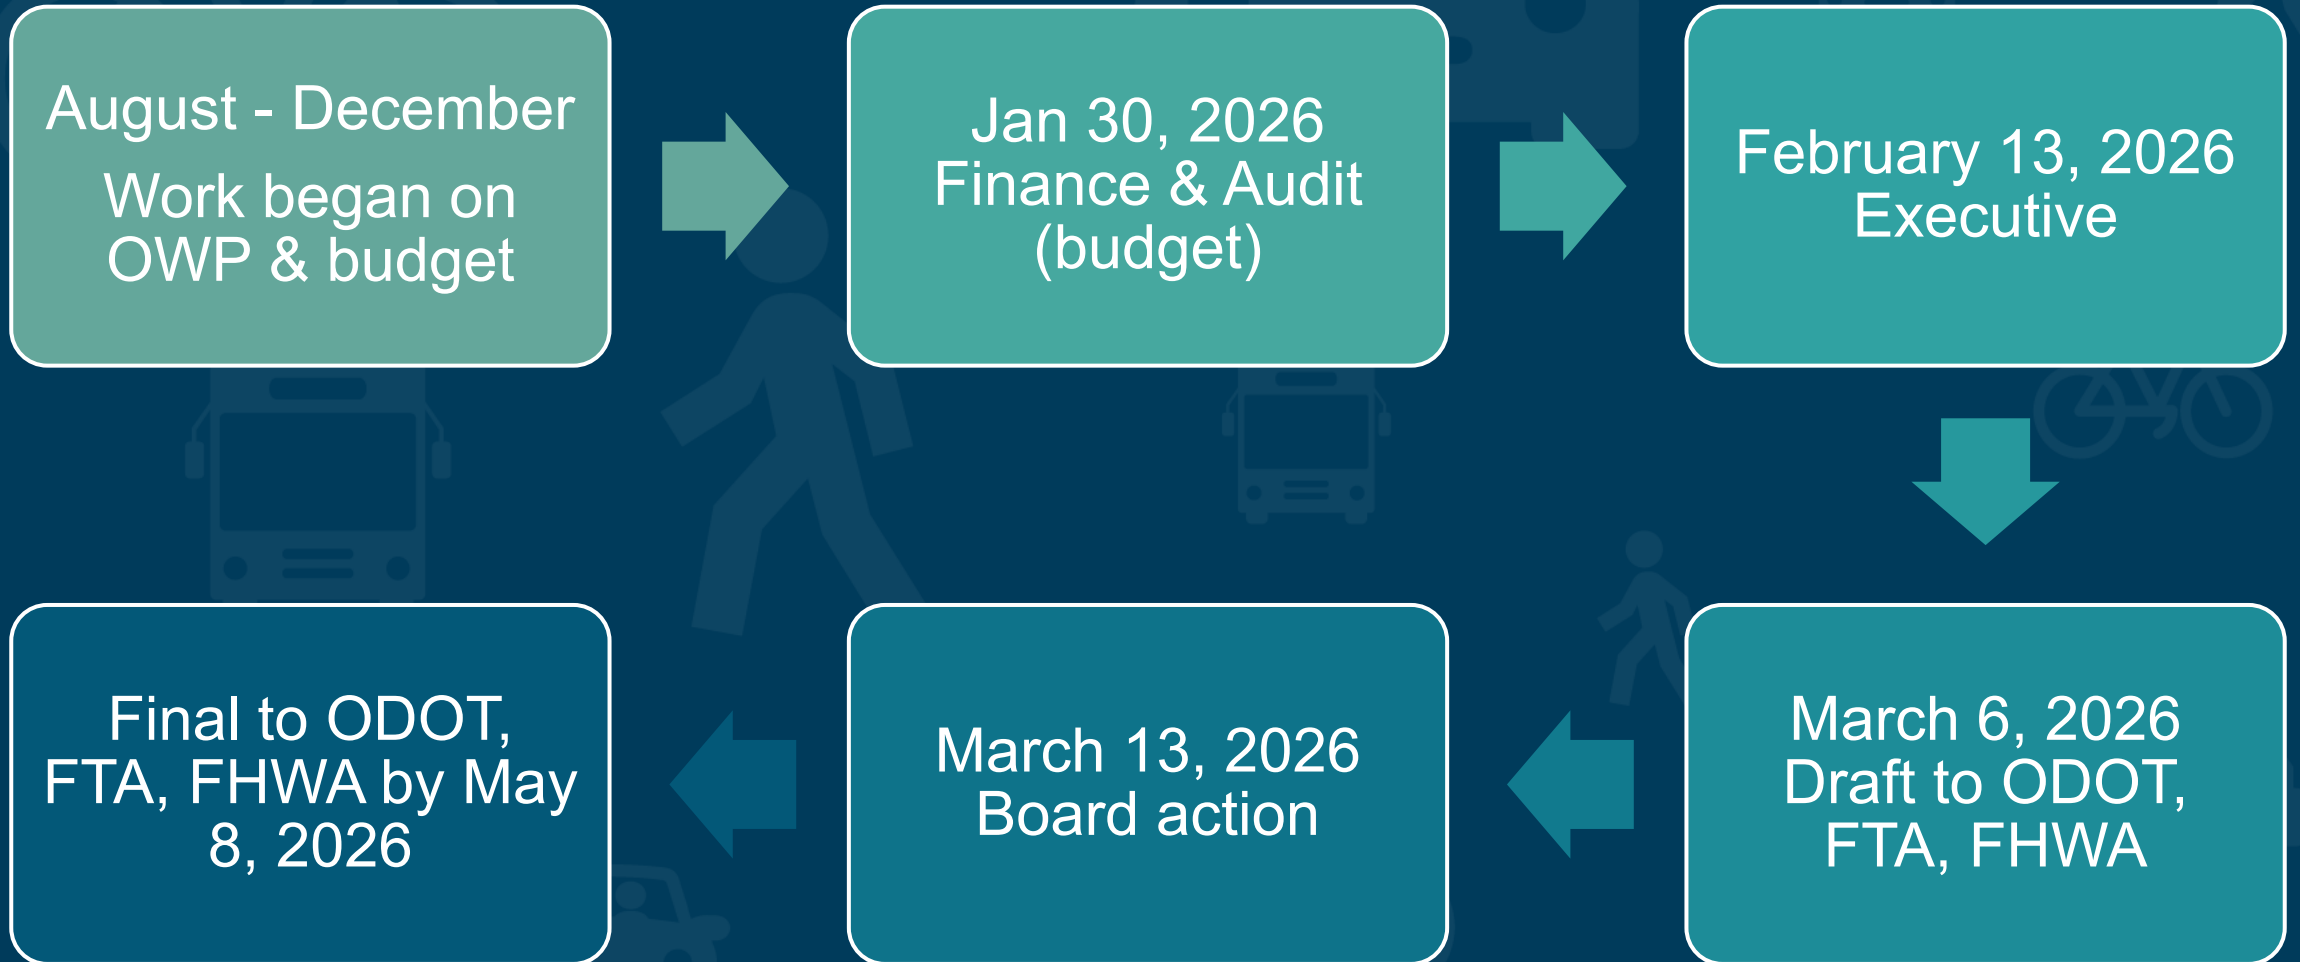 August - December
Work began on
OWP & budget
Jan 30, 2026
Finance & Audit
(budget)
February 13, 2026
Executive
March 6, 2026
Draft to ODOT,
FTA, FHWA
March 13, 2026
Board action
Final to ODOT,
FTA, FHWA by May
8, 2026